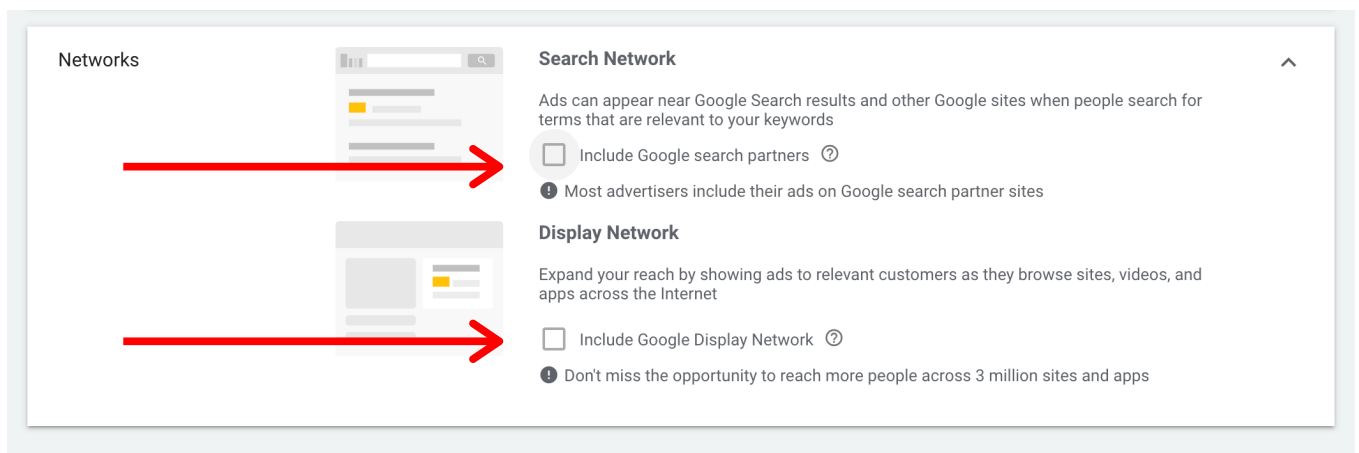 Networks
Search Network
Ads can appear near Google Search results and other Google sites when people search for
terms that are relevant to your keywords
Include Google search partners
Most advertisers include their ads on Google search partner sites
Display Network
Expand your reach by showing ads to relevant customers as they browse sites, videos, and
apps across the Internet
Include Google Display Network
Don't miss the opportunity to reach more people across 3 million sites and apps